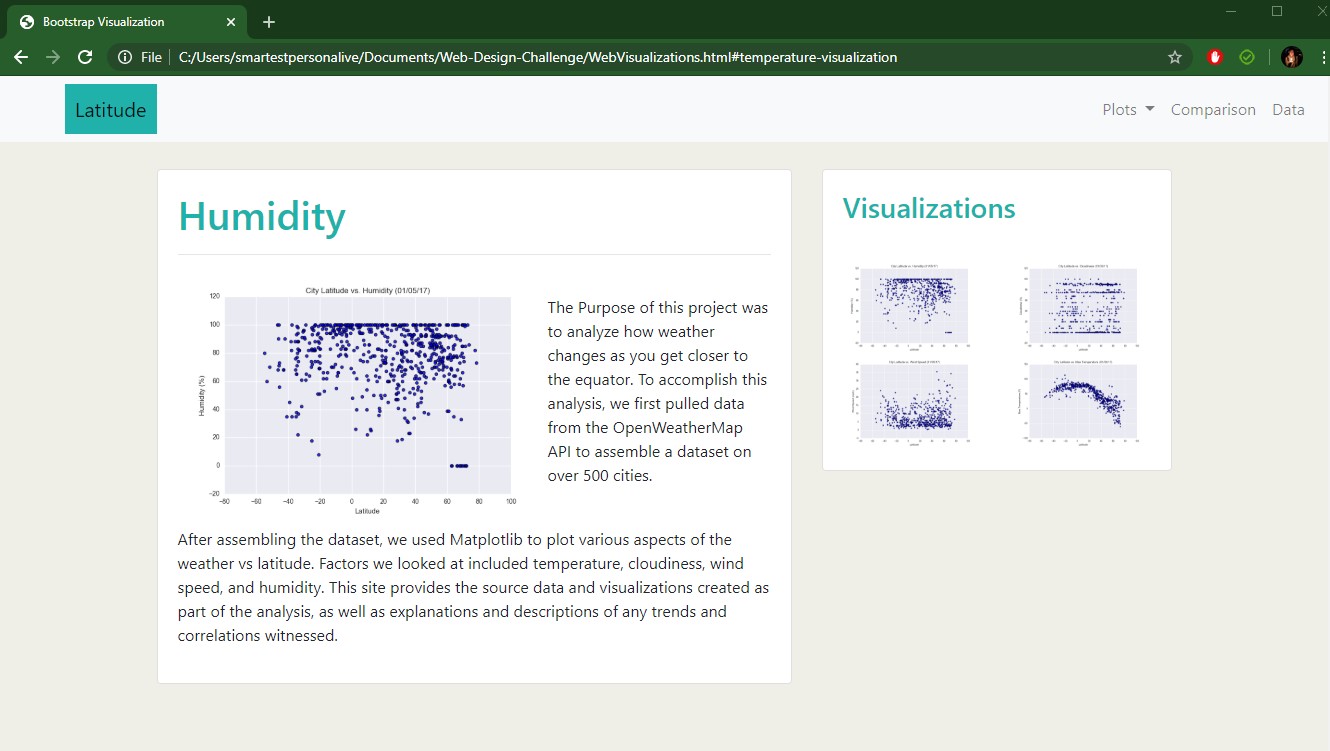 Bootstrap Visualization
File
C:/Users/smartestpersonalive/Documents/Web-Design-Challenge/WebVisualizations.html#temperature-visualization
Latitude
Plots
Comparison
Data
Humidity
City Latitude vs. Humidity (01/05/17)
120
100
80
60
40
20
0
−20
Humidity (%)
−80 −60 −40 −20 0 20 40 60 80 100
Latitude
The Purpose of this project was
to analyze how weather
changes as you get closer to
the equator. To accomplish this
analysis, we first pulled data
from the OpenWeatherMap
API to assemble a dataset on
over 500 cities.
After assembling the dataset, we used Matplotlib to plot various aspects of the
weather vs latitude. Factors we looked at included temperature, cloudiness, wind
speed, and humidity. This site provides the source data and visualizations created as
part of the analysis, as well as explanations and descriptions of any trends and
correlations witnessed.
Visualizations